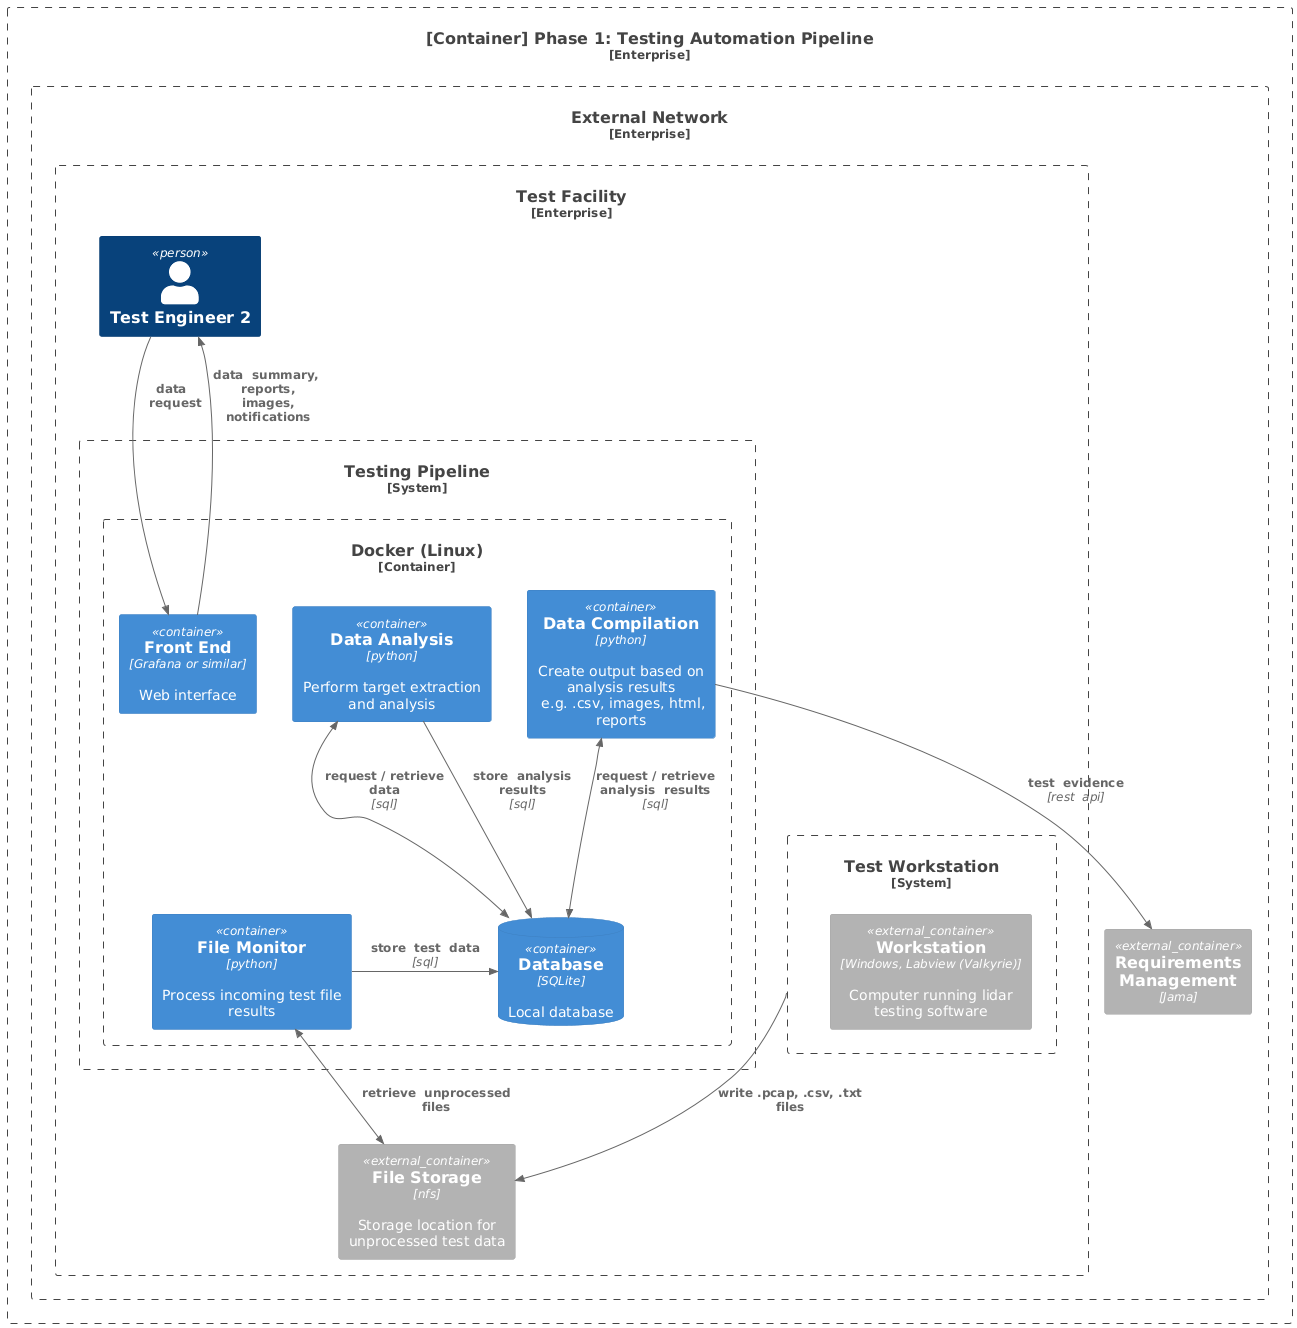 [Container] Phase 1: Testing Automation Pipeline
[Enterprise]
External Network
[Enterprise]
Test Facility
[Enterprise]
«person»
Test Engineer 2
data
request
data summary,
reports,
images,
notifications
Testing Pipeline
[System]
Docker (Linux)
[Container]
«container»
Front End
[Grafana or similar]
Web interface
«container»
Data Analysis
[python]
Perform target extraction
and analysis
«container»
Data Compilation
[python]
Create output based on
analysis results
e.g. .csv, images, html,
reports
request / retrieve
data
[sql]
store analysis
results
[sql]
request / retrieve
analysis results
[sql]
test evidence
[rest api]
Test Workstation
[System]
«external_container»
Workstation
[Windows, Labview (Valkyrie)]
Computer running lidar
testing software
«external_container»
Requirements
Management
[Jama]
«container»
File Monitor
[python]
Process incoming test file
results
store test data
[sql]
«container»
Database
[SQLite]
Local database
retrieve unprocessed
files
write .pcap, .csv, .txt
files
«external_container»
File Storage
[nfs]
Storage location for
unprocessed test data